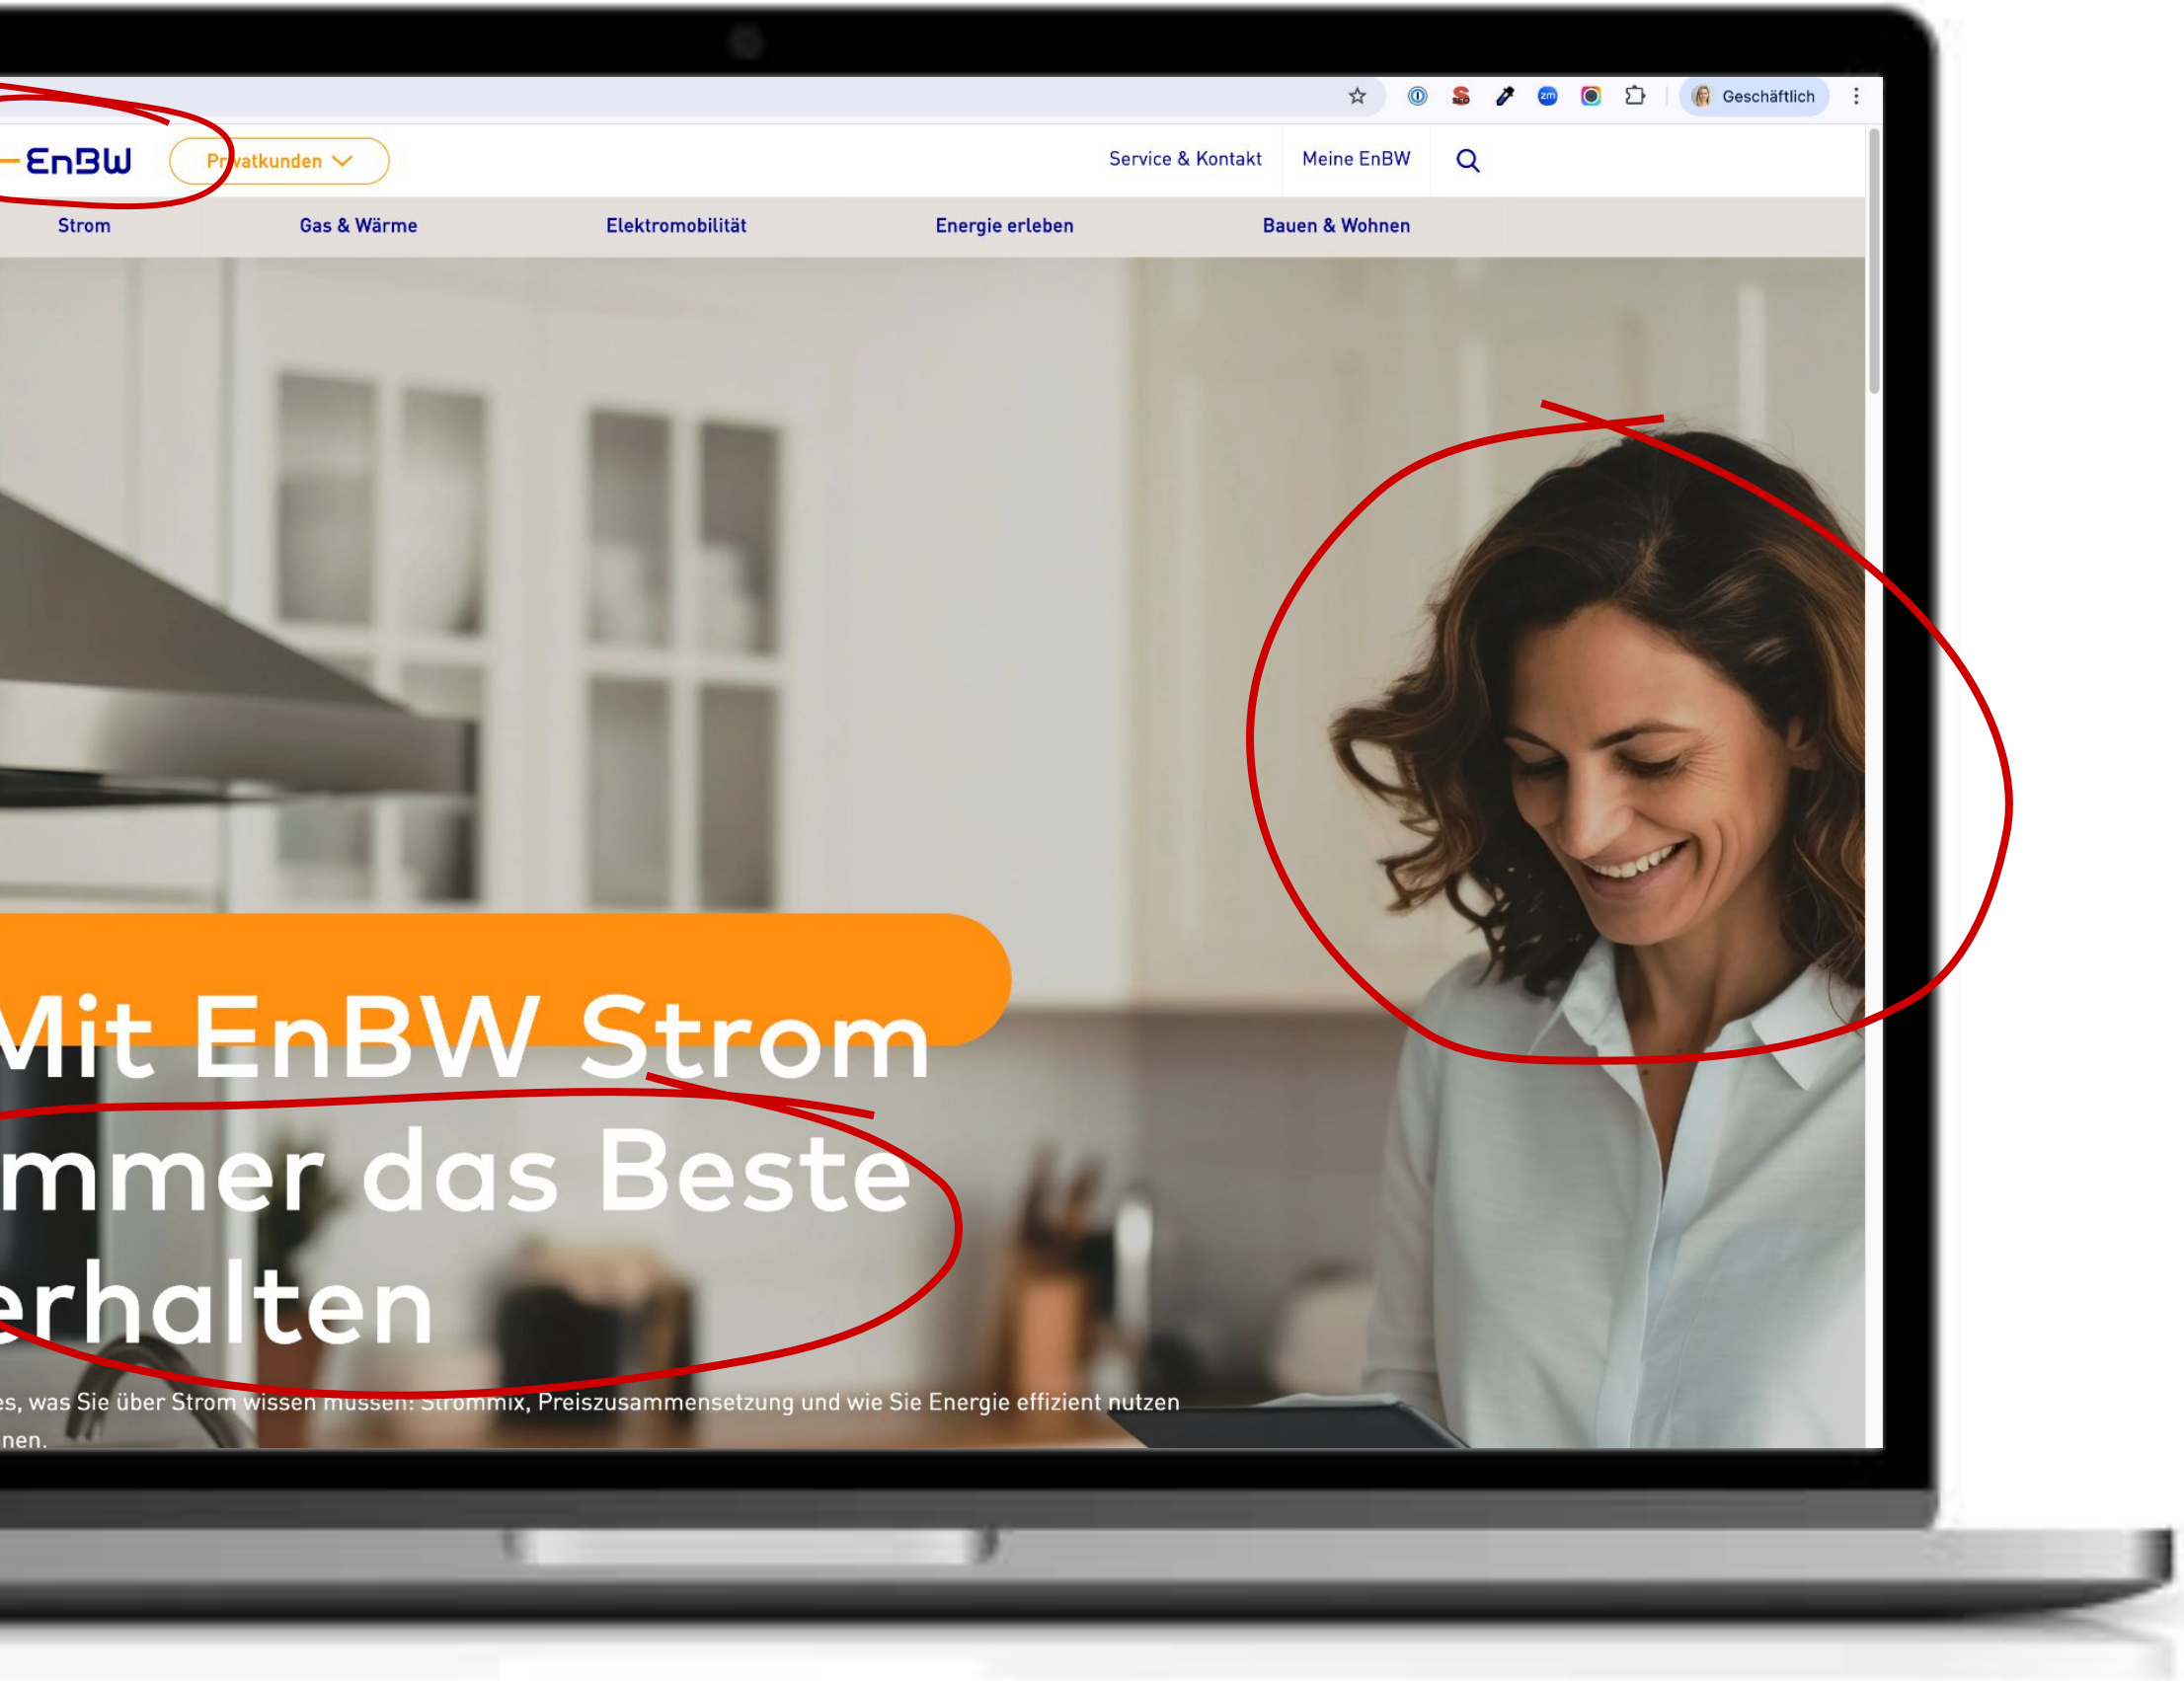 Geschäftlich
EnBW
Privatkunden
Service & Kontakt
Meine EnBW
Strom
Gas & Wärme
Elektromobilität
Energie erleben
Bauen & Wohnen
Mit EnBW Strom
mmer das Beste
erhalten
es, was Sie über Strom wissen müssen: Strommix, Preiszusammensetzung und wie Sie Energie effizient nutzen
nen.